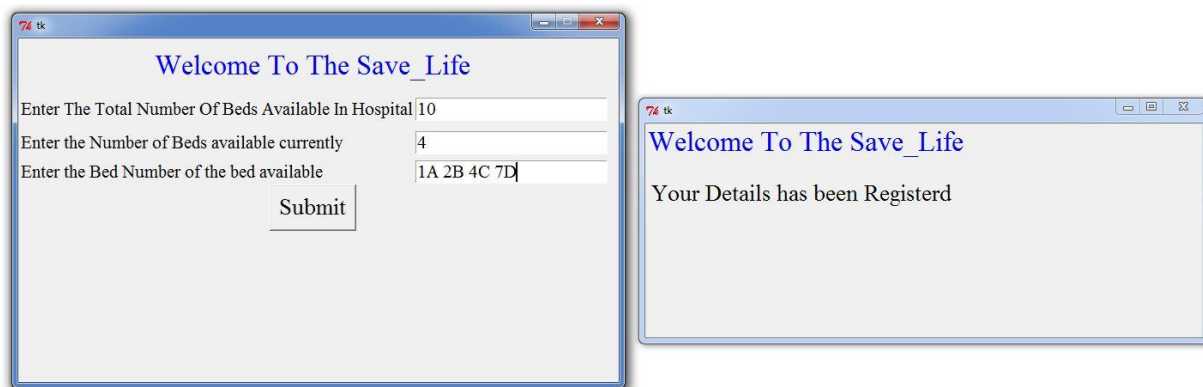 tk
Welcome To The Save_Life
Enter The Total Number Of Beds Available In Hospital 10
Enter the Number of Beds available currently 4
Enter the Bed Number of the bed available 1A 2B 4C 7D
Submit
tk
Welcome To The Save_Life
Your Details has been Registerd